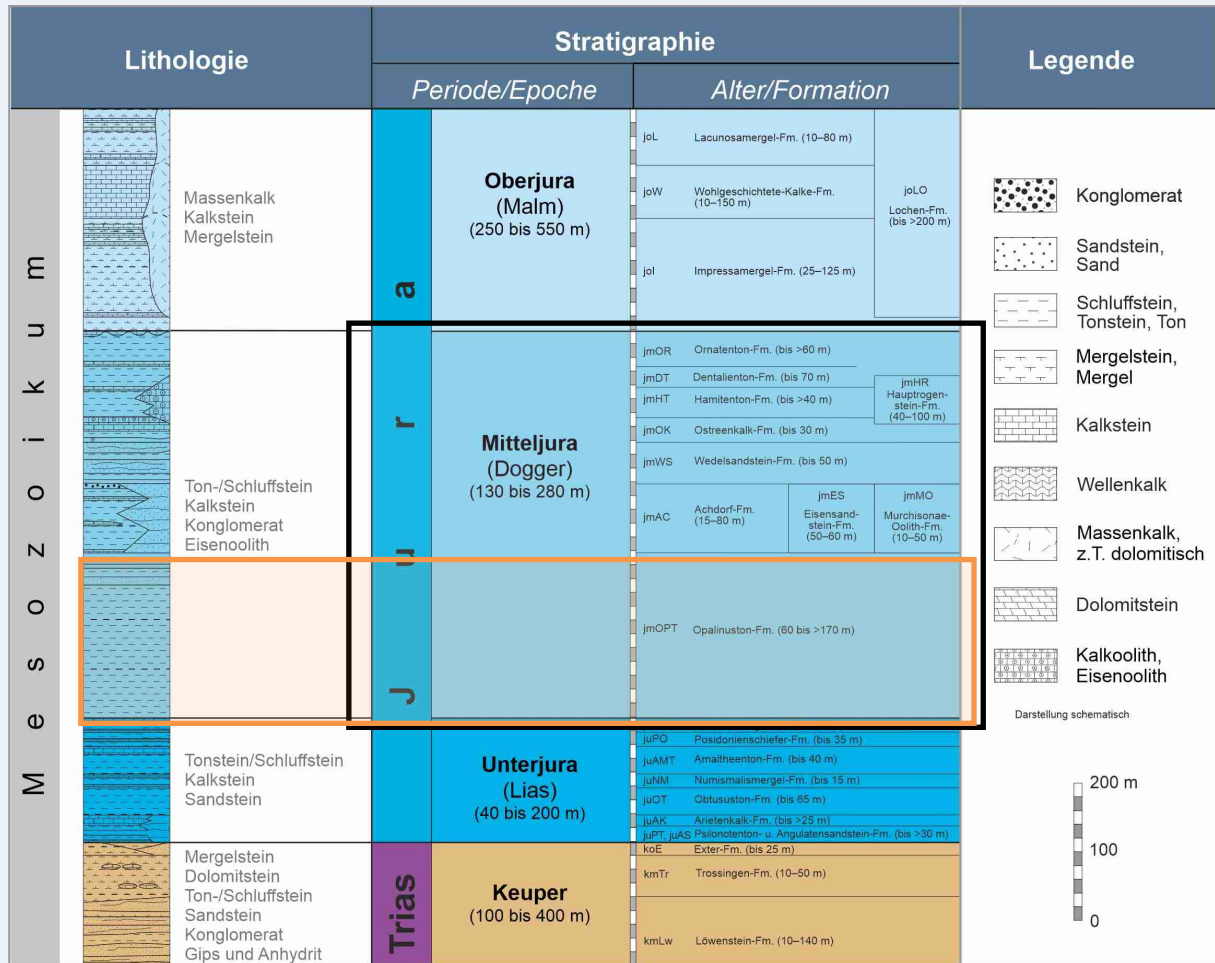 Lithologie
Stratigraphie
Legende
Periode/Epoche
Alter/Formation
Mesozoikum
Massenkalk
Kalkstein
Mergelstein
Ton-/Schluffstein
Kalkstein
Konglomerat
Eisenoolith
Tonstein/Schluffstein
Kalkstein
Sandstein
Mergelstein
Dolomitstein
Ton-/Schluffstein
Sandstein
Konglomerat
Gips und Anhydrit
Jura
Trias
Oberjura
(Malm)
(250 bis 550 m)
Mitteljura
(Dogger)
(130 bis 280 m)
Unterjura
(Lias)
(40 bis 200 m)
Keuper
(100 bis 400 m)
joL Lacunosamergel-Fm. (10–80 m)
joW Wohlgeschichtete-Kalke-Fm.
(10–150 m)
joI Impressamergel-Fm. (25–125 m)
joLO
Lochen-Fm.
(bis >200 m)
jmOR Ornatenton-Fm. (bis >60 m)
jmDT Dentalienton-Fm. (bis 70 m)
jmHT Hamitenton-Fm. (bis >40 m)
jmHR
Hauptrogen-
stein-Fm.
(40–100 m)
jmOK Ostreenkalk-Fm. (bis 30 m)
jmWS Wedelsandstein-Fm. (bis 50 m)
jmAC Achdorf-Fm.
(15–80 m)
jmES
Eisensand-
stein-Fm.
(50–60 m)
jmMO
Murchisonae-
Oolith-Fm.
(10–50 m)
jmOPT Opalinuston-Fm. (60 bis >170 m)
juPO Posidonienschiefer-Fm. (bis 35 m)
juAMT Amaltheenton-Fm. (bis 40 m)
juNM Numismalismergel-Fm. (bis 15 m)
juOT Obtususton-Fm. (bis 65 m)
juAK Arietenkalk-Fm. (bis >25 m)
juPT, juAS Psilonotenton- u. Angulatensandstein-Fm. (bis >30 m)
koE Exter-Fm. (bis 25 m)
kmTr Trossingen-Fm. (10–50 m)
kmLw Löwenstein-Fm. (10–140 m)
Konglomerat
Sandstein,
Sand
Schluffstein,
Tonstein, Ton
Mergelstein,
Mergel
Kalkstein
Wellenkalk
Massenkalk,
z.T. dolomitisch
Dolomitstein
Kalkoolith,
Eisenoolith
Darstellung schematisch
200 m
100
0